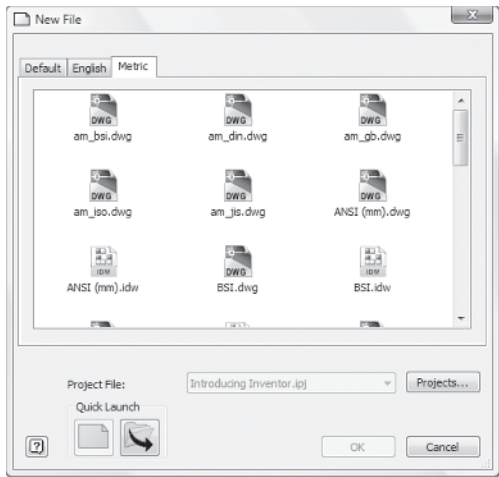 New File
Default English Metric
DWG DWG DWG
am_bsi.dwg am_din.dwg am_gb.dwg
DWG DWG DWG
am_iso.dwg am_jis.dwg ANSI (mm).dwg
IDW DWG IDW
ANSI (mm).idw BSI.dwg BSI.idw
Project File: Introducing Inventor.ipj Projects...
Quick Launch
? OK Cancel